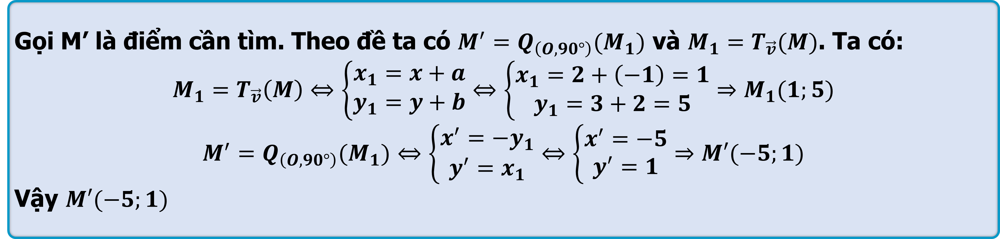 Gọi M′ là điểm cần tìm. Theo đề ta có $M' = Q_{(O,90°)}(M_1)$ và $M_1 = T_{\vec{v}}(M)$. Ta có:
$M_1 = T_{\vec{v}}(M) \Leftrightarrow \begin{cases} x_1 = x + a \\ y_1 = y + b \end{cases} \Leftrightarrow \begin{cases} x_1 = 2 + (-1) = 1 \\ y_1 = 3 + 2 = 5 \end{cases} \Rightarrow M_1(1; 5)$
$M' = Q_{(O,90°)}(M_1) \Leftrightarrow \begin{cases} x' = -y_1 \\ y' = x_1 \end{cases} \Leftrightarrow \begin{cases} x' = -5 \\ y' = 1 \end{cases} \Rightarrow M'(-5; 1)$
Vậy $M'(-5; 1)$